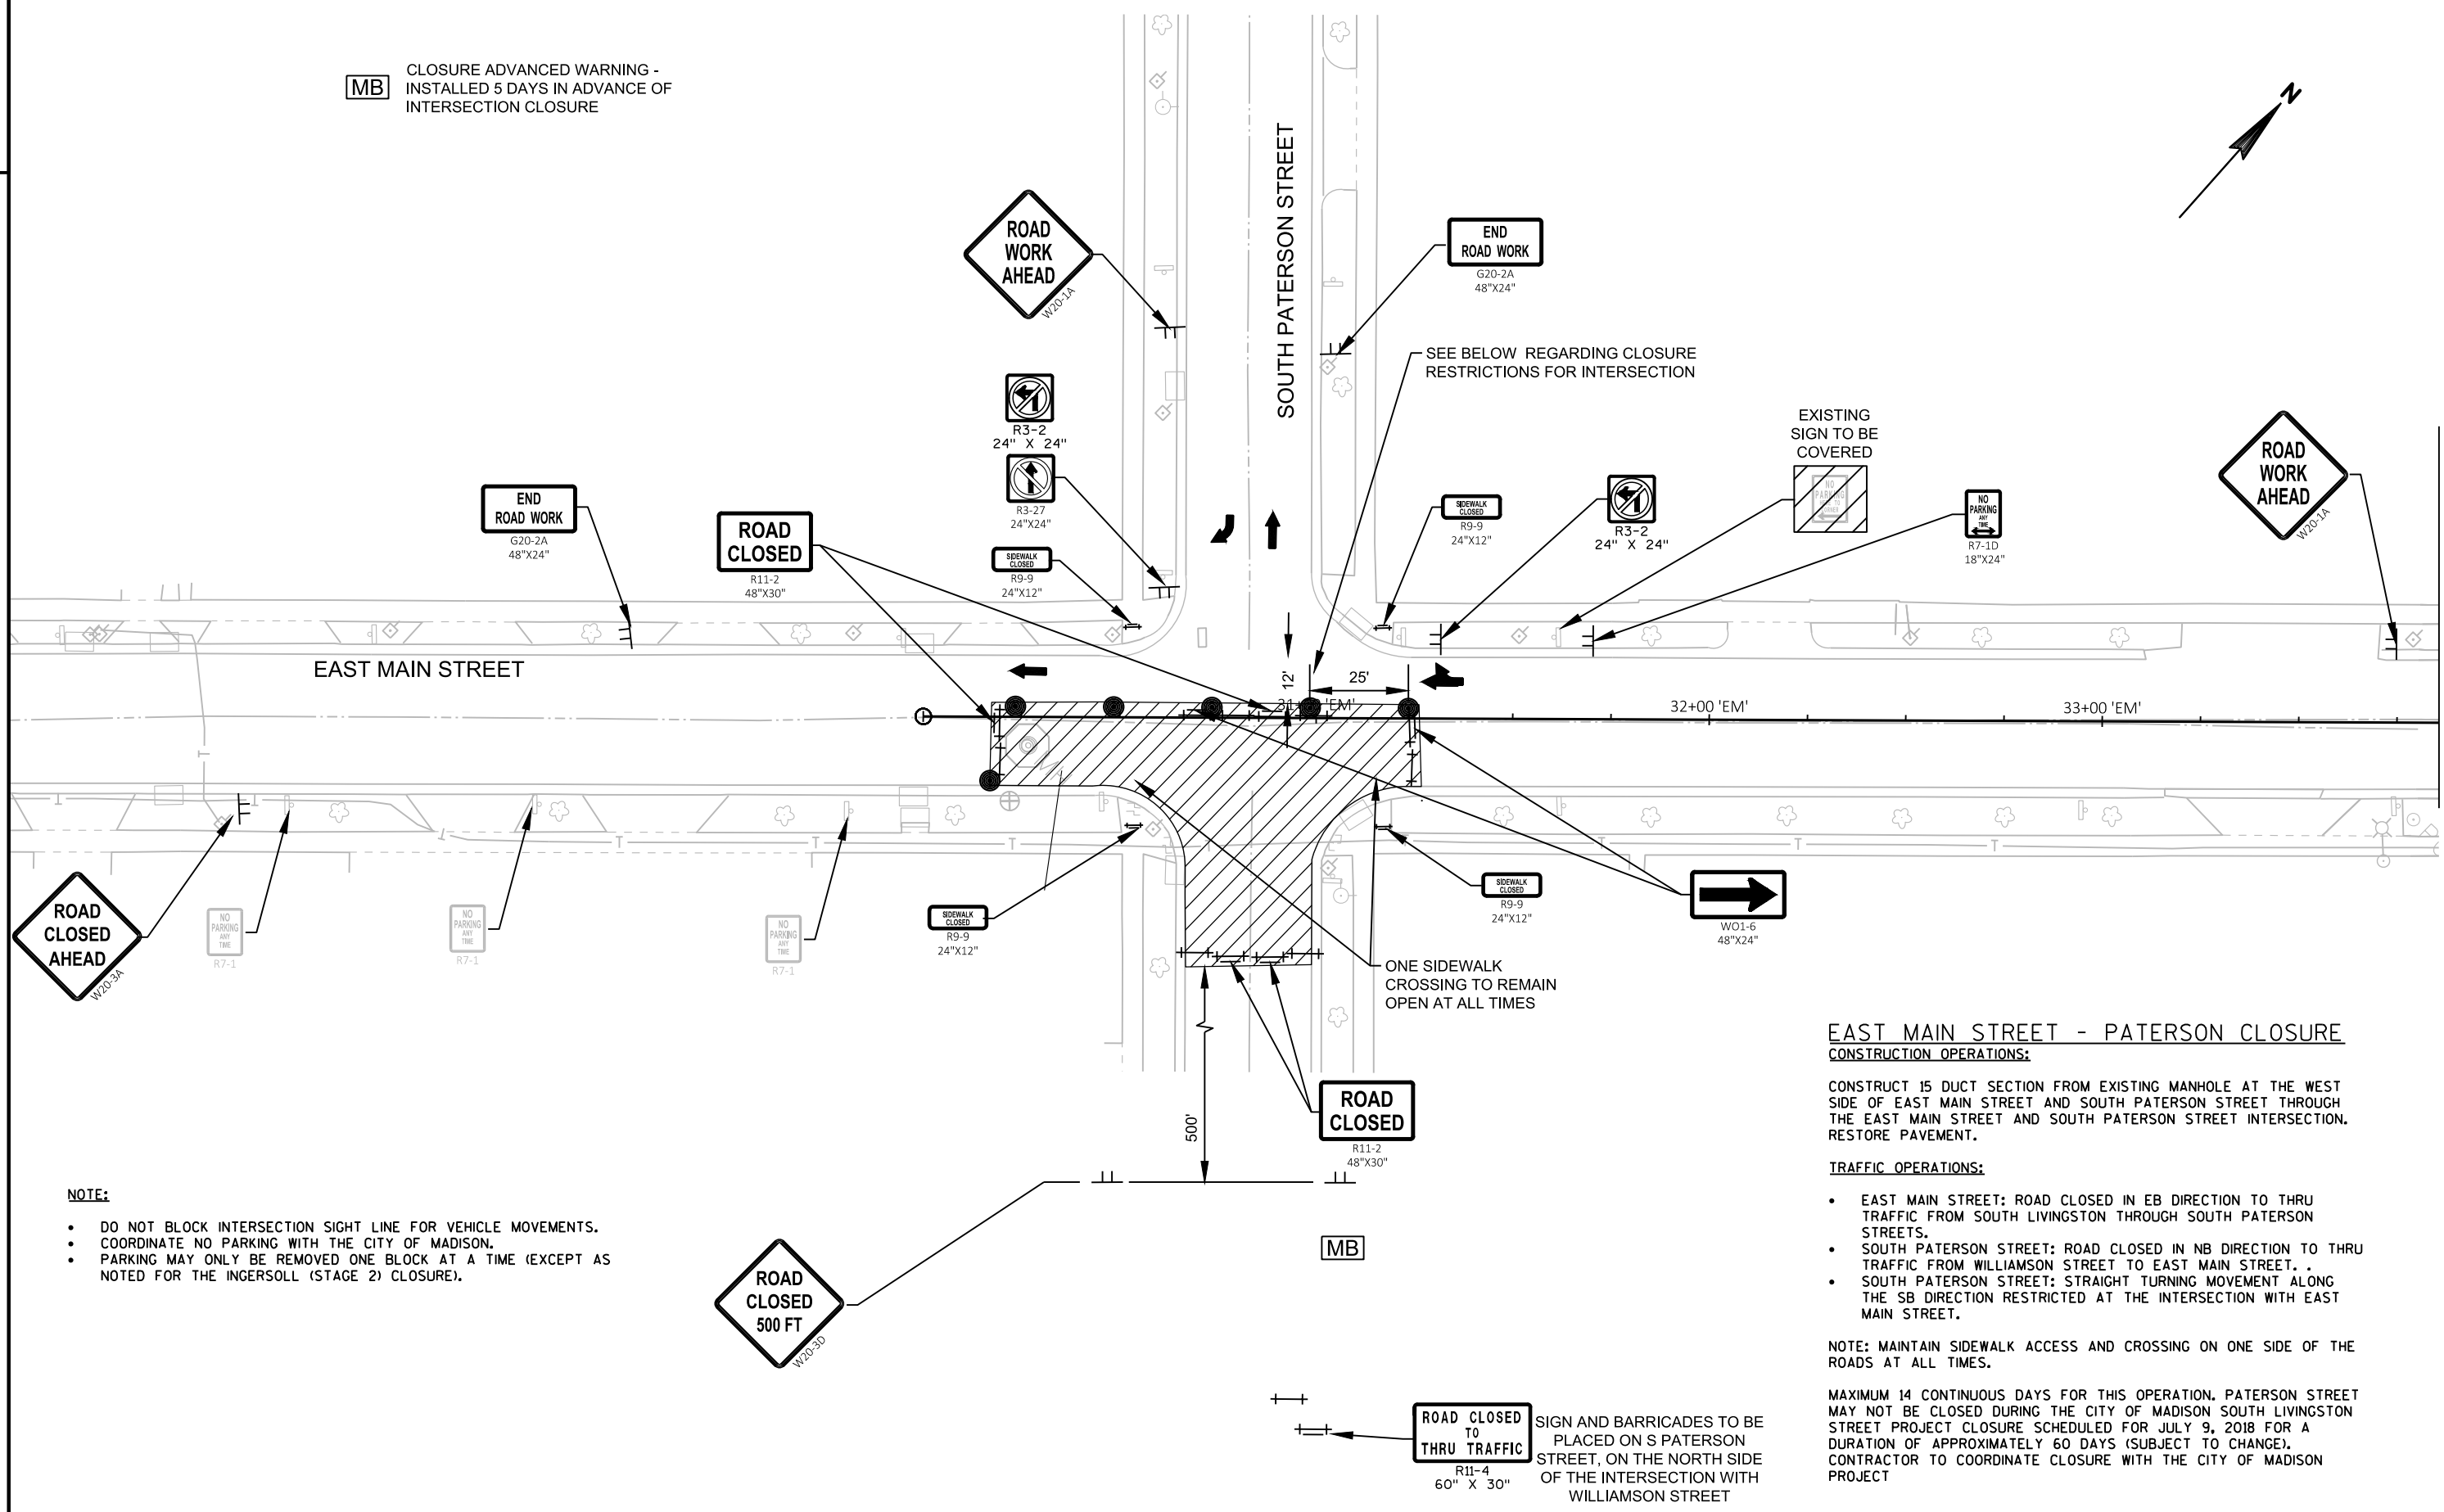 MB
CLOSURE ADVANCED WARNING -
INSTALLED 5 DAYS IN ADVANCE OF
INTERSECTION CLOSURE
N
SOUTH PATERSON STREET
ROAD
WORK
AHEAD
W20-1A
END
ROAD WORK
G20-2A
48"X24"
SEE BELOW REGARDING CLOSURE
RESTRICTIONS FOR INTERSECTION
R3-2
24" X 24"
R3-27
24"X24"
EXISTING
SIGN TO BE
COVERED
NO
PARKING
ROAD
WORK
AHEAD
W20-1A
END
ROAD WORK
G20-2A
48"X24"
ROAD
CLOSED
R11-2
48"X30"
SIDEWALK
CLOSED
R9-9
24"X12"
SIDEWALK
CLOSED
R9-9
24"X12"
R3-2
24" X 24"
NO
PARKING
ANY
TIME
R7-1D
18"X24"
EAST MAIN STREET
12'
25'
31+00 'EM'
32+00 'EM'
33+00 'EM'
MH
ROAD
CLOSED
AHEAD
W20-3A
NO
PARKING
ANY
TIME
R7-1
NO
PARKING
ANY
TIME
R7-1
NO
PARKING
ANY
TIME
R7-1
SIDEWALK
CLOSED
R9-9
24"X12"
SIDEWALK
CLOSED
R9-9
24"X12"
WO1-6
48"X24"
ONE SIDEWALK
CROSSING TO REMAIN
OPEN AT ALL TIMES
500'
ROAD
CLOSED
R11-2
48"X30"
MB
ROAD
CLOSED
500 FT
W20-3D
ROAD CLOSED
TO
THRU TRAFFIC
R11-4
60" X 30"
SIGN AND BARRICADES TO BE
PLACED ON S PATERSON
STREET, ON THE NORTH SIDE
OF THE INTERSECTION WITH
WILLIAMSON STREET
NOTE:
• DO NOT BLOCK INTERSECTION SIGHT LINE FOR VEHICLE MOVEMENTS.
• COORDINATE NO PARKING WITH THE CITY OF MADISON.
• PARKING MAY ONLY BE REMOVED ONE BLOCK AT A TIME (EXCEPT AS
NOTED FOR THE INGERSOLL (STAGE 2) CLOSURE).
EAST MAIN STREET - PATERSON CLOSURE
CONSTRUCTION OPERATIONS:
CONSTRUCT 15 DUCT SECTION FROM EXISTING MANHOLE AT THE WEST
SIDE OF EAST MAIN STREET AND SOUTH PATERSON STREET THROUGH
THE EAST MAIN STREET AND SOUTH PATERSON STREET INTERSECTION.
RESTORE PAVEMENT.
TRAFFIC OPERATIONS:
• EAST MAIN STREET: ROAD CLOSED IN EB DIRECTION TO THRU
TRAFFIC FROM SOUTH LIVINGSTON THROUGH SOUTH PATERSON
STREETS.
• SOUTH PATERSON STREET: ROAD CLOSED IN NB DIRECTION TO THRU
TRAFFIC FROM WILLIAMSON STREET TO EAST MAIN STREET. .
• SOUTH PATERSON STREET: STRAIGHT TURNING MOVEMENT ALONG
THE SB DIRECTION RESTRICTED AT THE INTERSECTION WITH EAST
MAIN STREET.
NOTE: MAINTAIN SIDEWALK ACCESS AND CROSSING ON ONE SIDE OF THE
ROADS AT ALL TIMES.
MAXIMUM 14 CONTINUOUS DAYS FOR THIS OPERATION. PATERSON STREET
MAY NOT BE CLOSED DURING THE CITY OF MADISON SOUTH LIVINGSTON
STREET PROJECT CLOSURE SCHEDULED FOR JULY 9, 2018 FOR A
DURATION OF APPROXIMATELY 60 DAYS (SUBJECT TO CHANGE).
CONTRACTOR TO COORDINATE CLOSURE WITH THE CITY OF MADISON
PROJECT